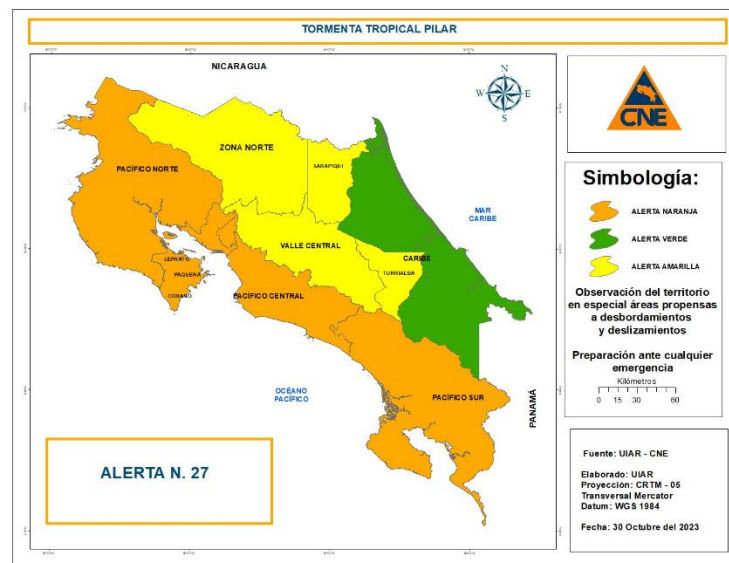 TORMENTA TROPICAL PILAR
NICARAGUA
N
W E
S
CNE
ZONA NORTE
SARAPIQUI
PACÍFICO NORTE
MAR
CARIBE
VALLE CENTRAL
CARIBE
TURRIALBA
LEPANTO
PAQUERA
COBANO
PACÍFICO CENTRAL
OCÉANO
PACÍFICO
PACÍFICO SUR
PANAMÁ
ALERTA N. 27
Simbología:
ALERTA NARANJA
ALERTA VERDE
ALERTA AMARILLA
Observación del territorio
en especial áreas propensas
a desbordamientos
y deslizamientos
Preparación ante cualquier
emergencia
Kilómetros
0 15 30 60
Fuente: UIAR - CNE
Elaborado: UIAR
Proyección: CRTM - 05
Transversal Mercator
Datum: WGS 1984
Fecha: 30 Octubre del 2023